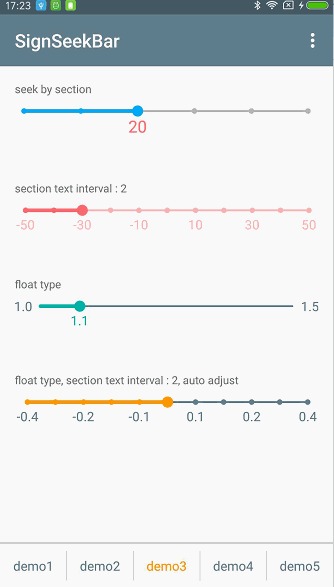 17:23
SignSeekBar
seek by section
20
section text interval : 2
-50 -30 -10 10 30 50
float type
1.0 1.5
1.1
float type, section text interval : 2, auto adjust
-0.4 -0.2 -0.1 0.1 0.2 0.4
demo1 demo2 demo3 demo4 demo5